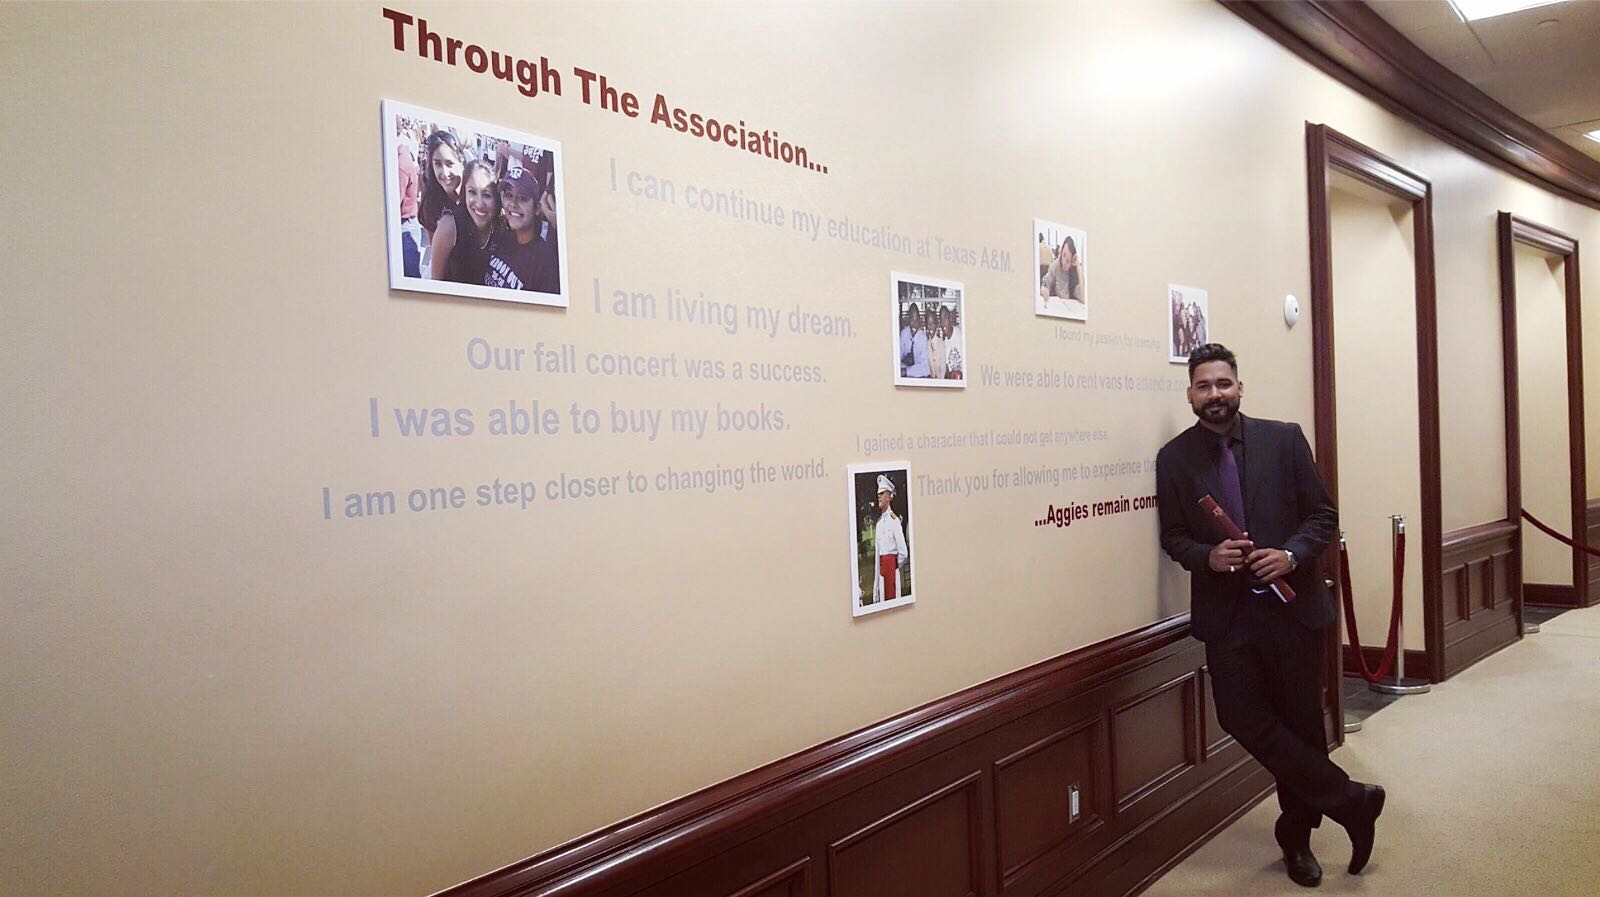 Through The Association...
I can continue my education at Texas A&M.
I am living my dream.
Our fall concert was a success.
I was able to buy my books.
I am one step closer to changing the world.
I found my passion for learning.
We were able to rent vans to attend a
I gained a character that I could not get anywhere else.
Thank you for allowing me to experience
...Aggies remain